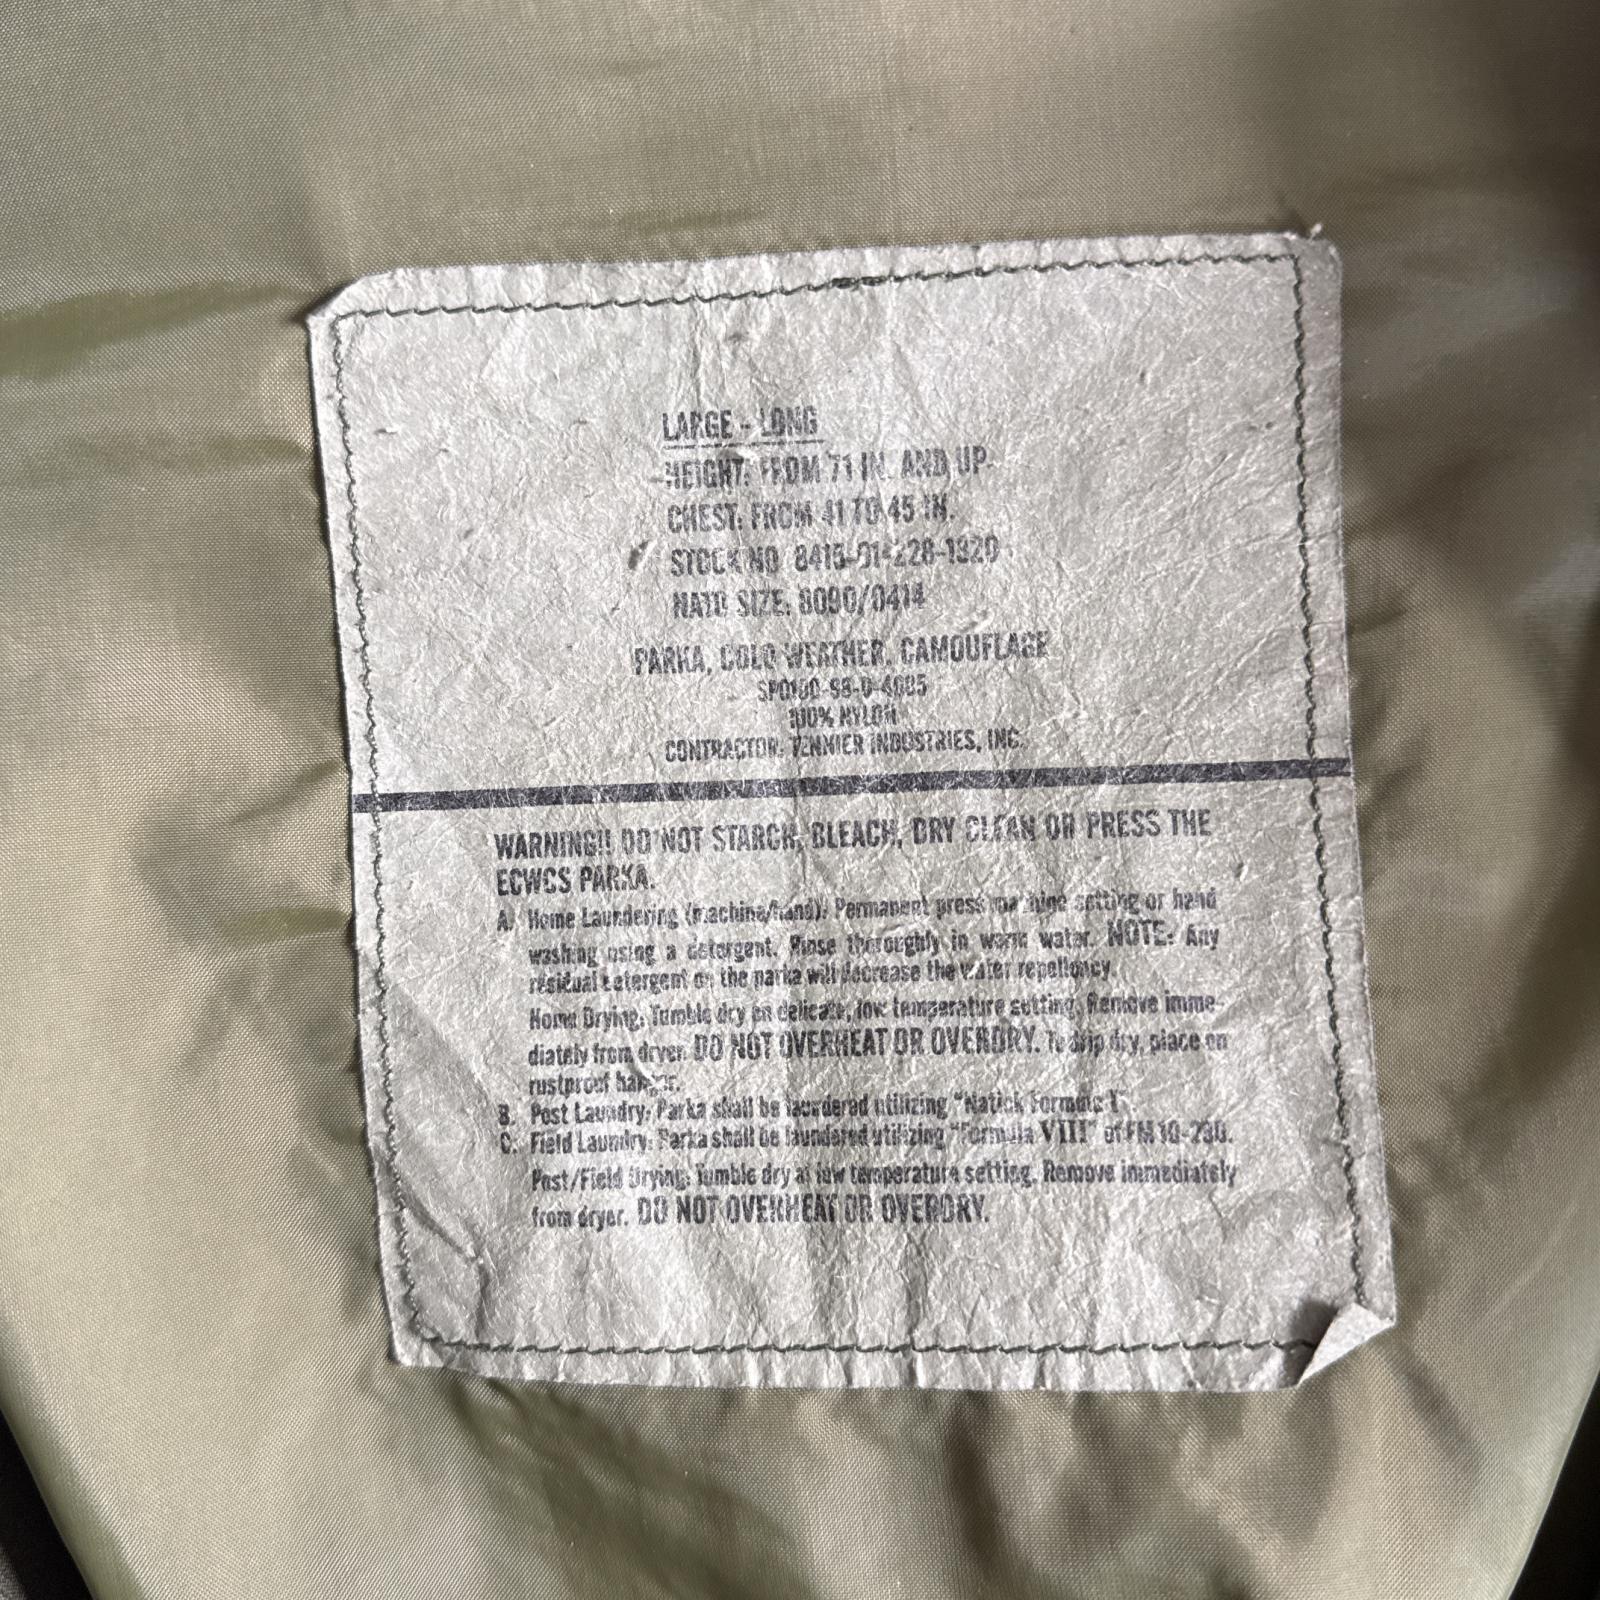 LARGE - LONG
HEIGHT: FROM 71 IN. AND UP
CHEST: FROM 41 TO 45 IN.
STOCK NO. 8415-01-228-1320
NATO SIZE: 8090/0414
PARKA, COLD WEATHER, CAMOUFLAGE
100% NYLON
CONTRACTOR: TENNIER INDUSTRIES, INC.
WARNING!! DO NOT STARCH, BLEACH, DRY CLEAN OR PRESS THE
ECWCS PARKA.
A. Home Laundering (machine/hand): Permanent press machine setting or hand
washing using a detergent. Rinse thoroughly in warm water. NOTE: Any
residual detergent on the parka will decrease the water repellency.
Home Drying: Tumble dry on delicate, low temperature setting. Remove imme-
diately from dryer. DO NOT OVERHEAT OR OVERDRY. To drip dry, place on
rustproof hanger.
B. Post Laundry: Parka shall be laundered utilizing "Natick Formula I".
C. Field Laundry: Parka shall be laundered utilizing "Formula VIII" of FM 10-280.
Post/Field Drying: Tumble dry at low temperature setting. Remove immediately
from dryer. DO NOT OVERHEAT OR OVERDRY.